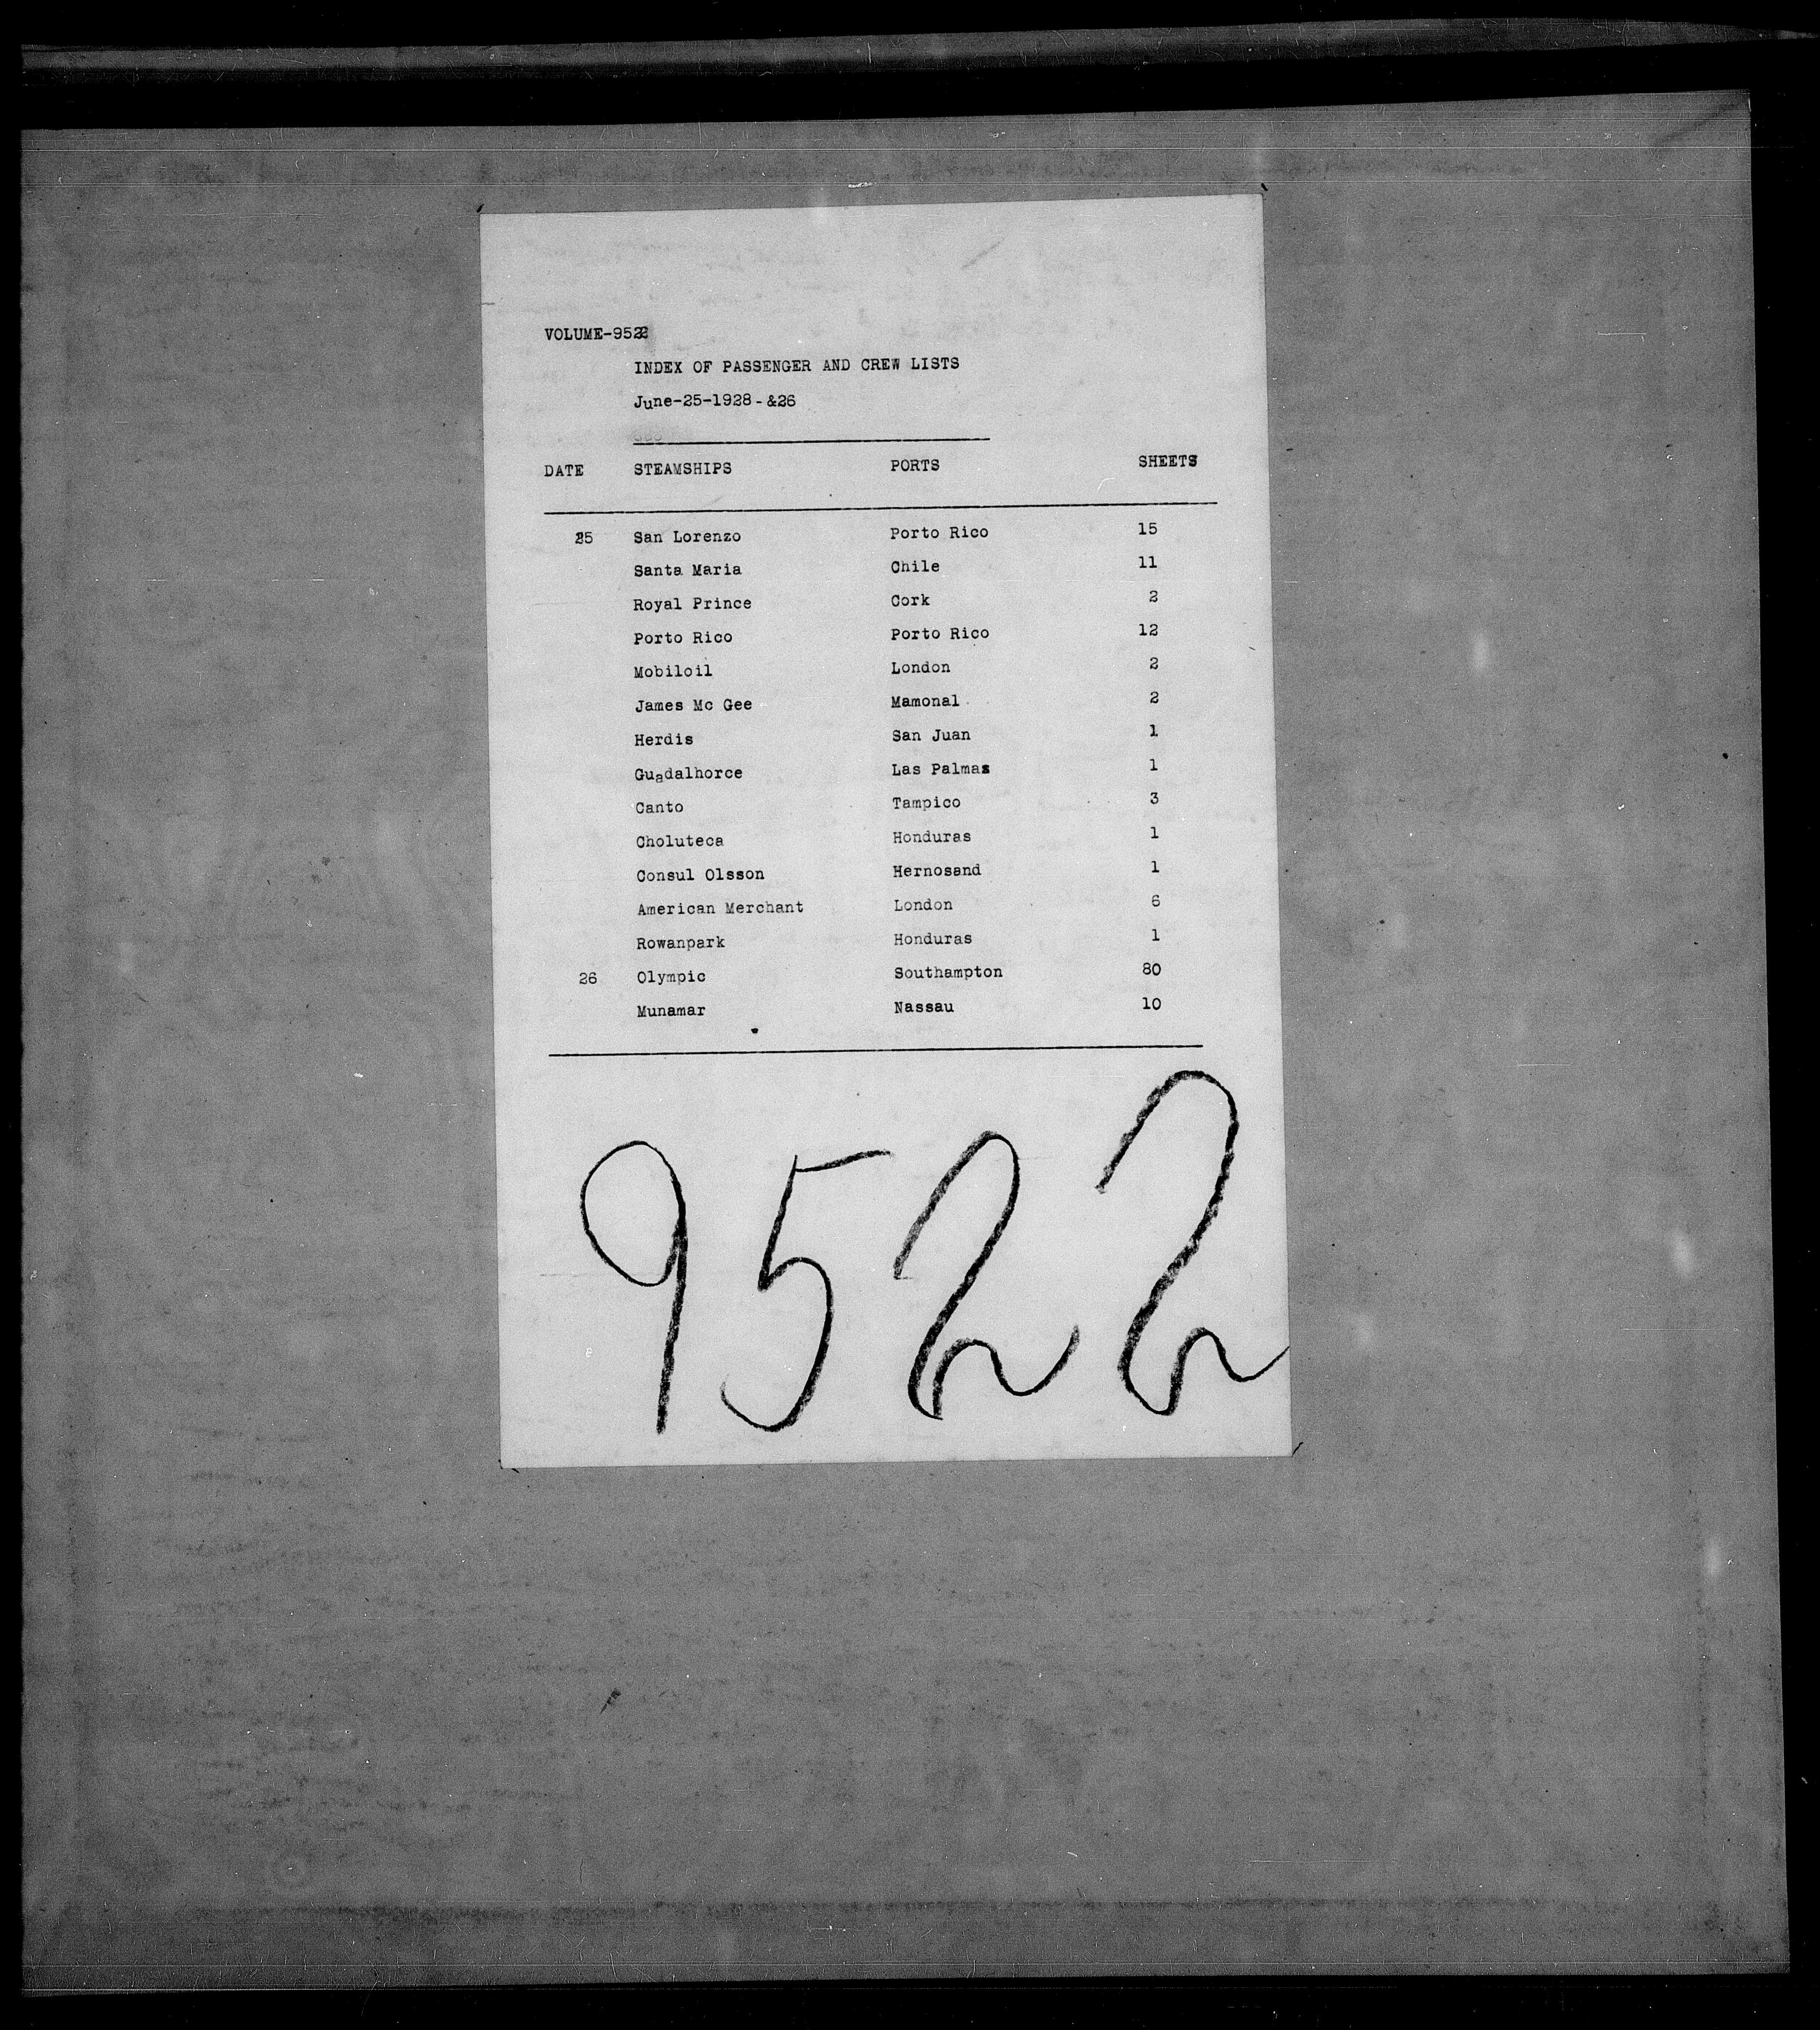 VOLUME-9522
INDEX OF PASSENGER AND CREW LISTS
June-25-1928-&26
DATE STEAMSHIPS PORTS SHEETS
25 San Lorenzo Porto Rico 15
Santa Maria Chile 11
Royal Prince Cork 2
Porto Rico Porto Rico 12
Mobiloil London 2
James Mc Gee Mamonal 2
Herdis San Juan 1
Guadalhorce Las Palmas 1
Canto Tampico 3
Choluteca Honduras 1
Consul Olsson Hernosand 1
American Merchant London 6
Rowanpark Honduras 1
26 Olympic Southampton 80
Munamar Nassau 10
9522